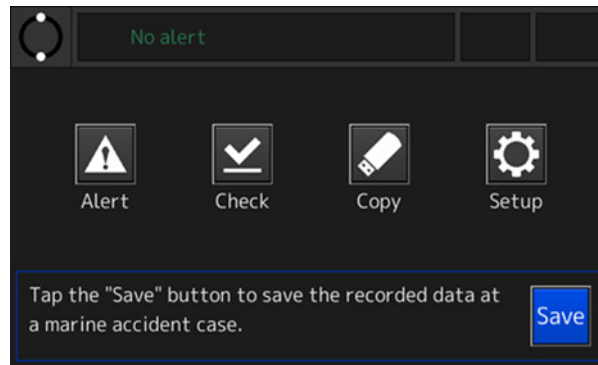 No alert
Alert Check Copy Setup
Tap the "Save" button to save the recorded data at
a marine accident case.
Save